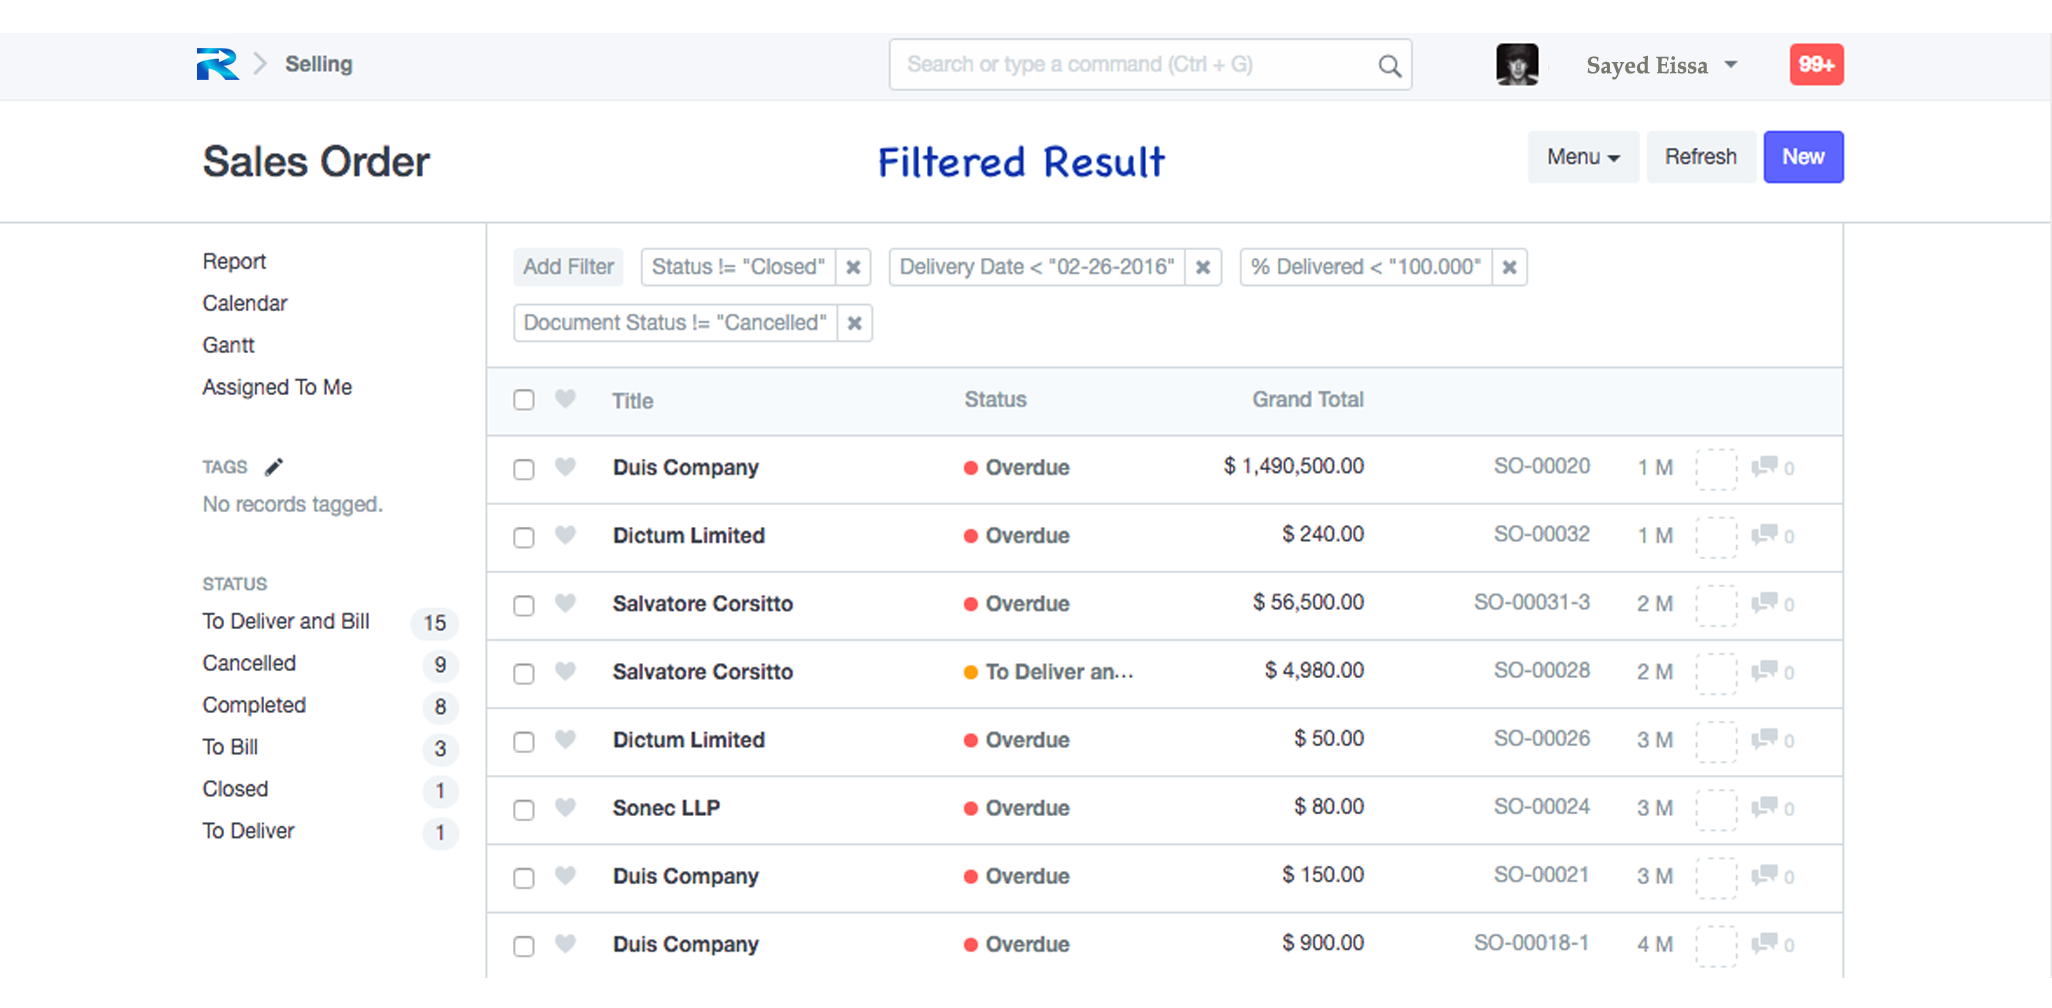 Selling
Search or type a command (Ctrl + G)
Sayed Eissa
99+
Sales Order
Filtered Result
Menu
Refresh
New
Report
Calendar
Gantt
Assigned To Me
TAGS
No records tagged.
STATUS
To Deliver and Bill 15
Cancelled 9
Completed 8
To Bill 3
Closed 1
To Deliver 1
Add Filter Status != "Closed" Delivery Date < "02-26-2016" % Delivered < "100.000"
Document Status != "Cancelled"
Title Status Grand Total
Duis Company Overdue $ 1,490,500.00 SO-00020 1 M 0
Dictum Limited Overdue $ 240.00 SO-00032 1 M 0
Salvatore Corsitto Overdue $ 56,500.00 SO-00031-3 2 M 0
Salvatore Corsitto To Deliver an... $ 4,980.00 SO-00028 2 M 0
Dictum Limited Overdue $ 50.00 SO-00026 3 M 0
Sonec LLP Overdue $ 80.00 SO-00024 3 M 0
Duis Company Overdue $ 150.00 SO-00021 3 M 0
Duis Company Overdue $ 900.00 SO-00018-1 4 M 0